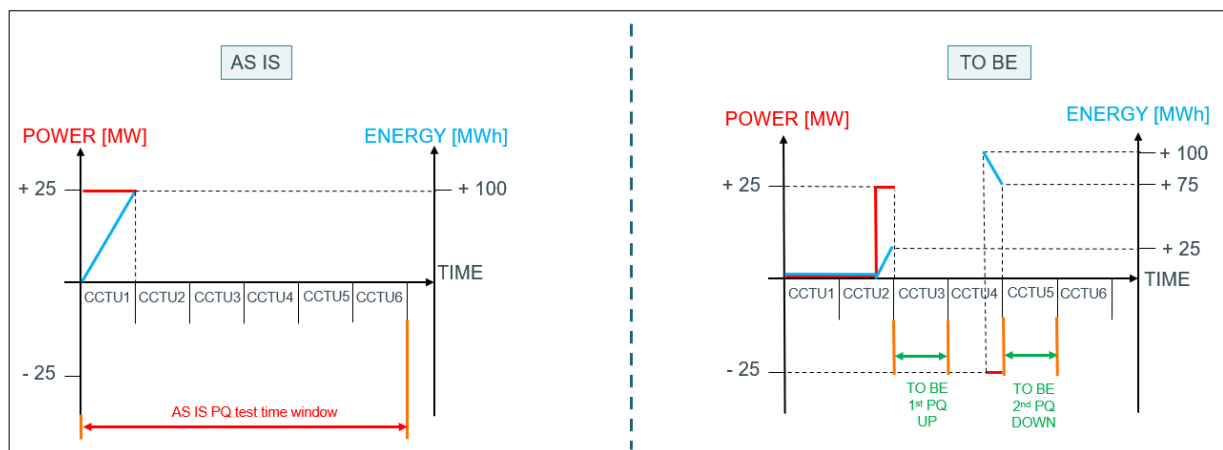 AS IS
POWER [MW]
ENERGY [MWh]
+ 25
+ 100
TIME
CCTU1 CCTU2 CCTU3 CCTU4 CCTU5 CCTU6
- 25
AS IS PQ test time window
TO BE
POWER [MW]
ENERGY [MWh]
+ 100
+ 25
+ 75
+ 25
TIME
CCTU1 CCTU2 CCTU3 CCTU4 CCTU5 CCTU6
- 25
TO BE
1st PQ
UP
TO BE
2nd PQ
DOWN